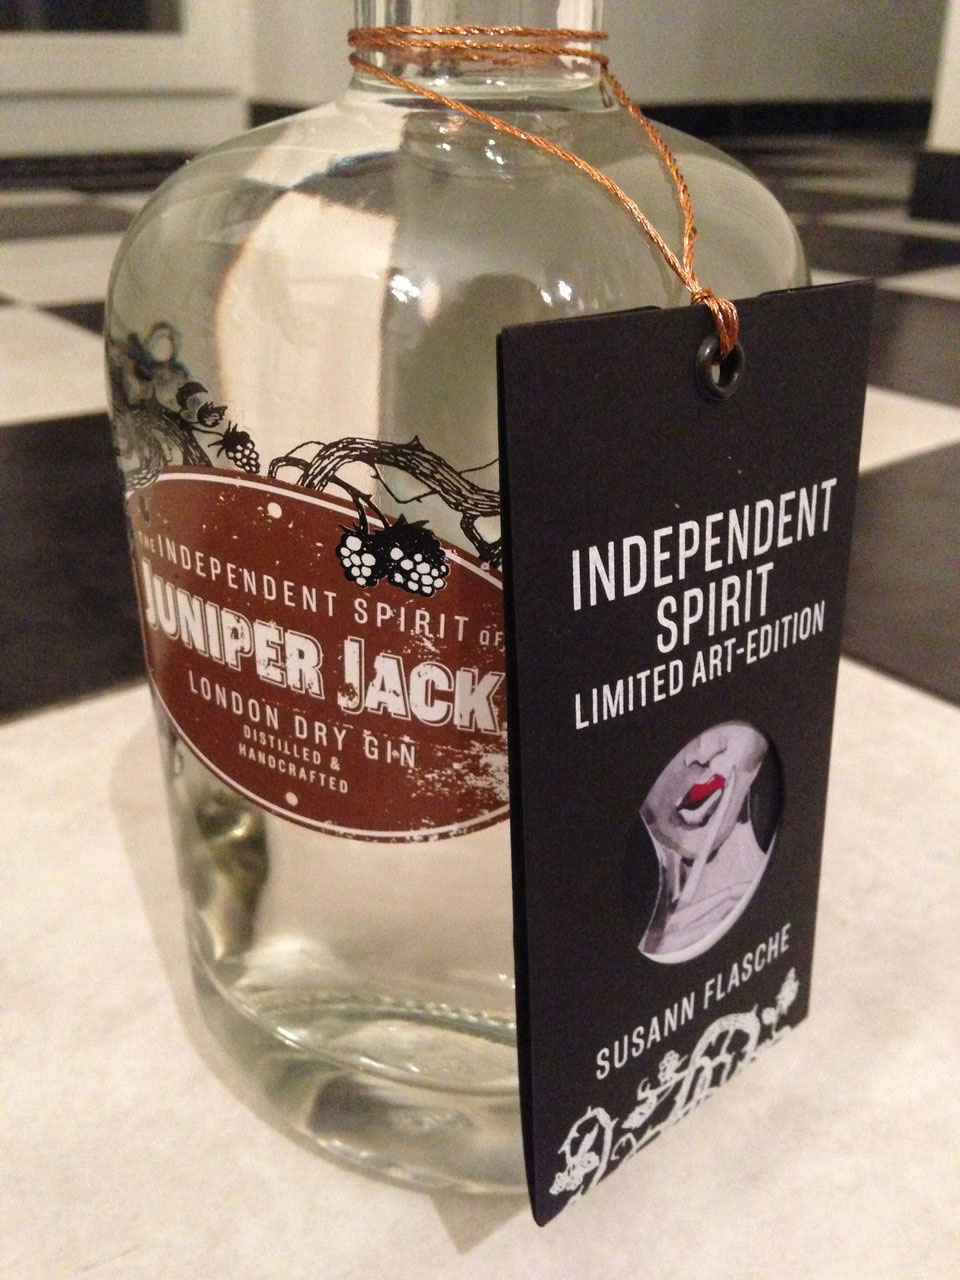 THE INDEPENDENT SPIRIT OF
JUNIPER JACK
LONDON DRY GIN
DISTILLED &
HANDCRAFTED
INDEPENDENT
SPIRIT
LIMITED ART-EDITION
SUSANN FLASCHE